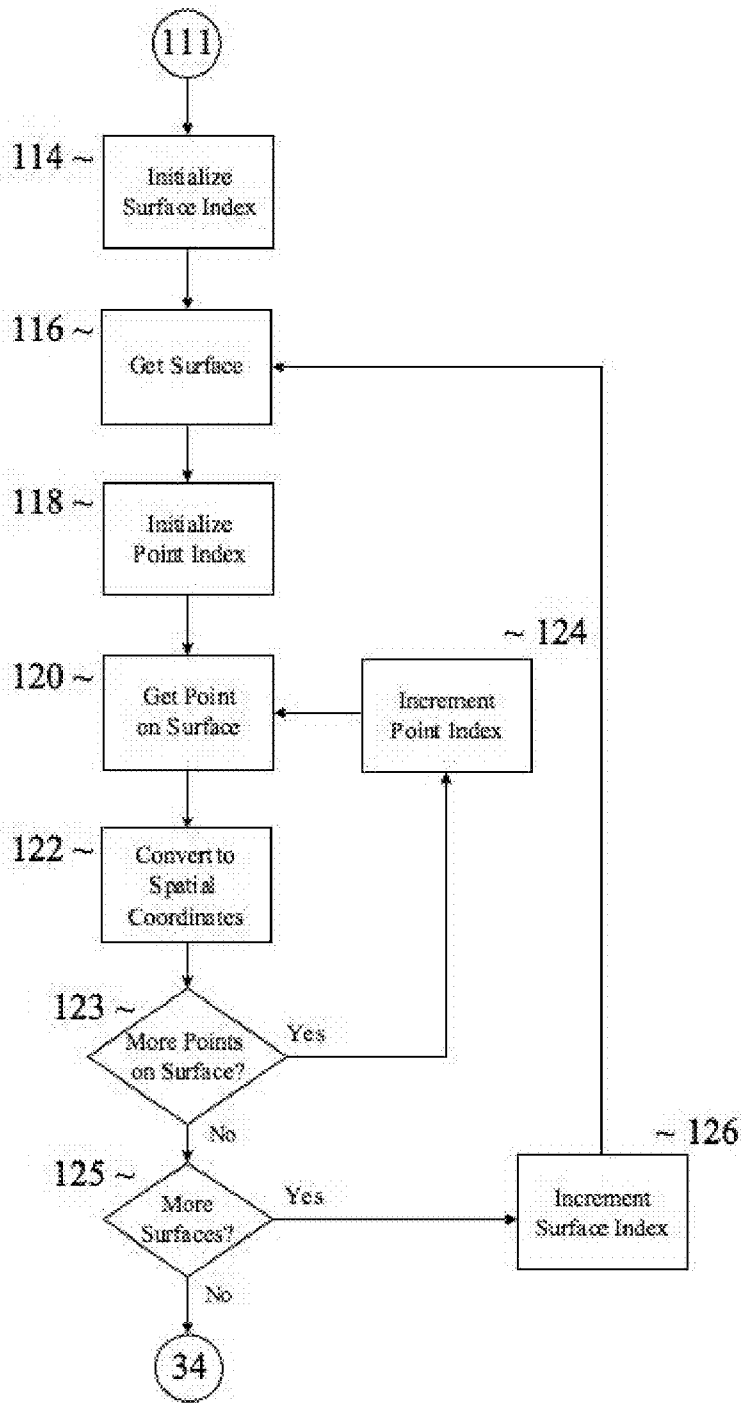 111
114 ~
Initialize
Surface Index
116 ~
Get Surface
118 ~
Initialize
Point Index
~ 124
120 ~
Get Point
on Surface
Increment
Point Index
122 ~
Convert to
Spatial
Coordinates
123 ~
More Points
on Surface?
Yes
No
~ 126
125 ~
More
Surfaces?
Yes
Increment
Surface Index
No
34